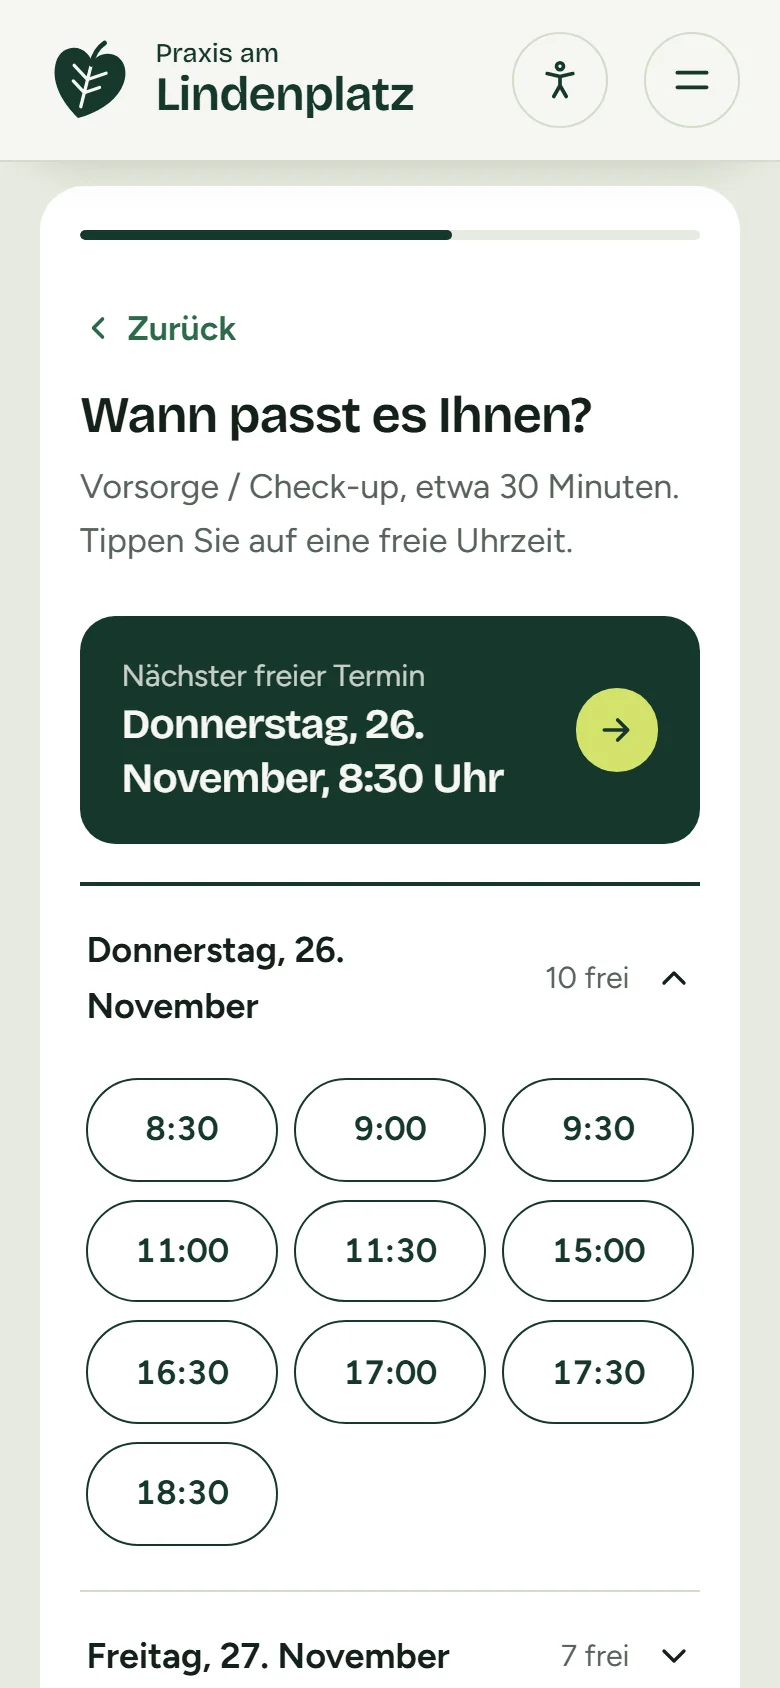 Praxis am
Lindenplatz
Zurück
Wann passt es Ihnen?
Vorsorge / Check-up, etwa 30 Minuten.
Tippen Sie auf eine freie Uhrzeit.
Nächster freier Termin
Donnerstag, 26.
November, 8:30 Uhr
Donnerstag, 26.
November
10 frei
8:30 9:00 9:30
11:00 11:30 15:00
16:30 17:00 17:30
18:30
Freitag, 27. November 7 frei